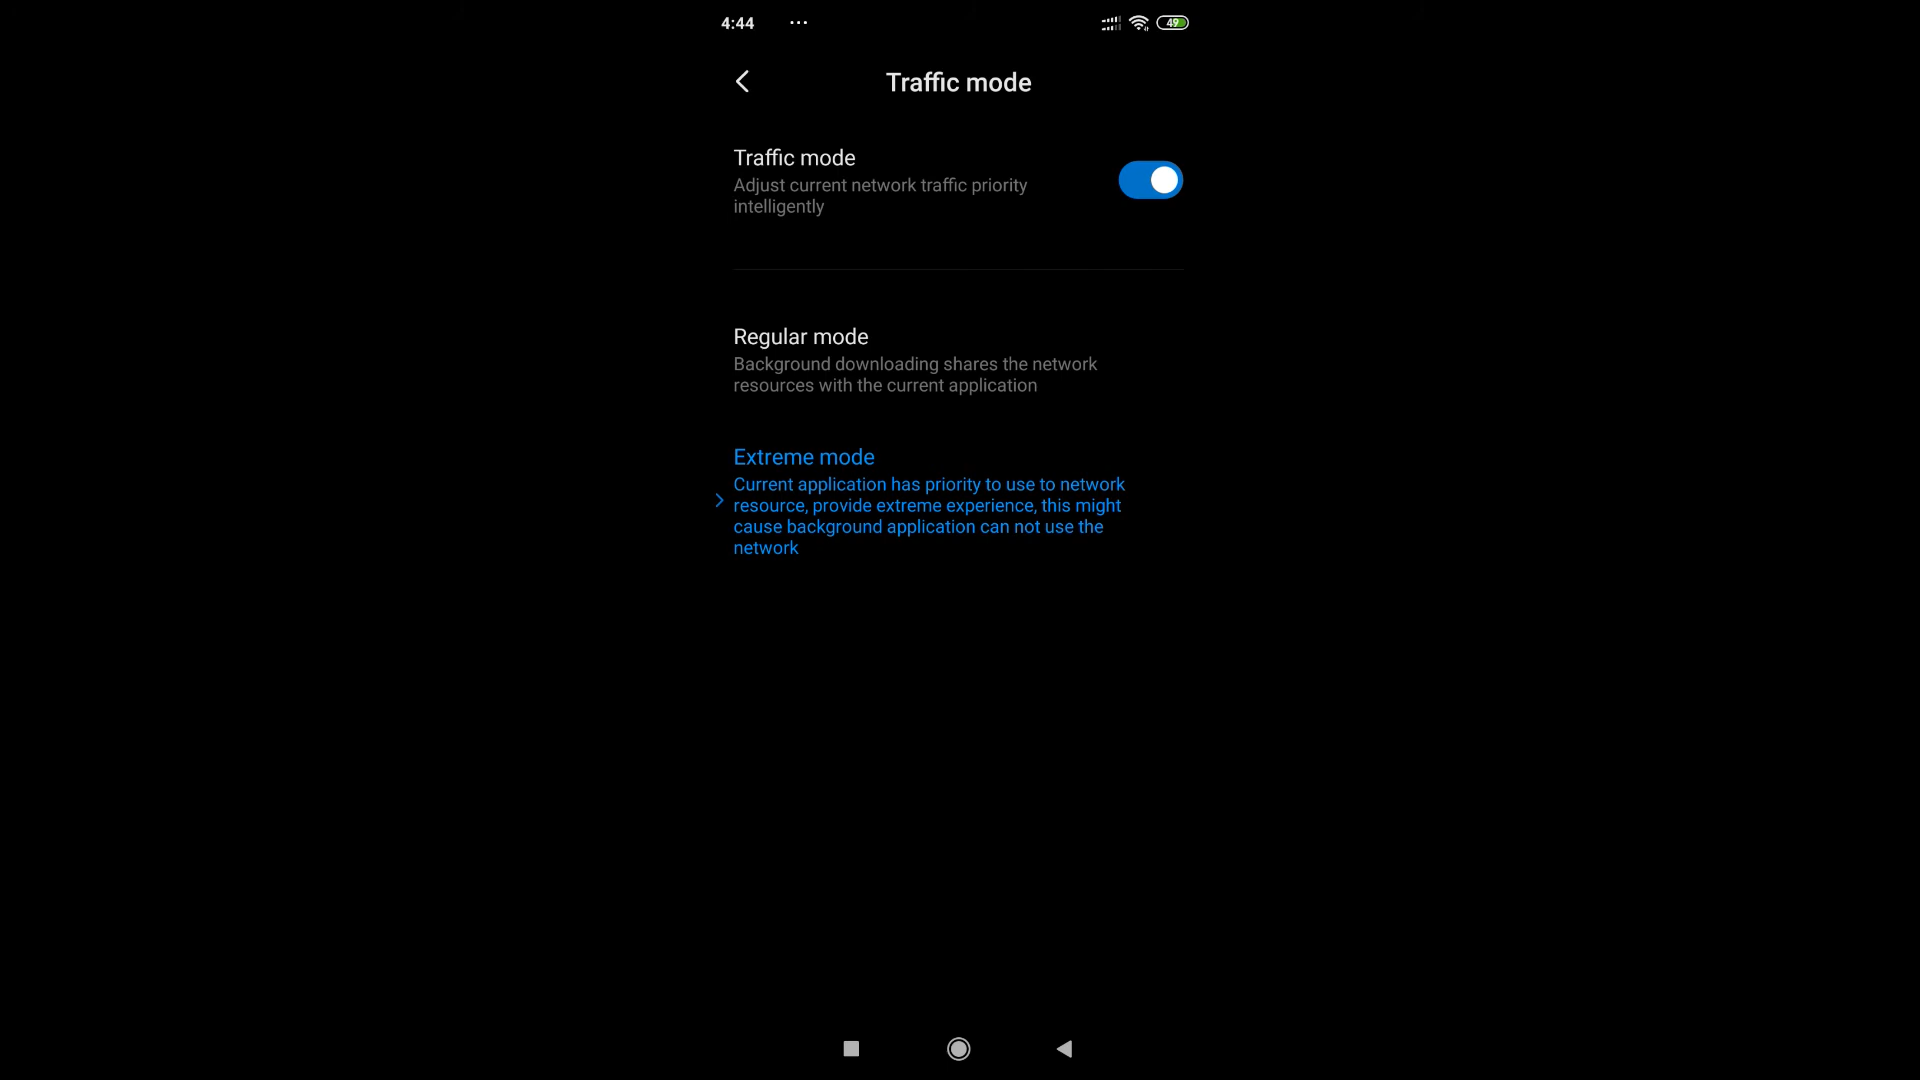 4:44 ...
49
Traffic mode
Traffic mode
Adjust current network traffic priority
intelligently
Regular mode
Background downloading shares the network
resources with the current application
Extreme mode
Current application has priority to use to network
resource, provide extreme experience, this might
cause background application can not use the
network